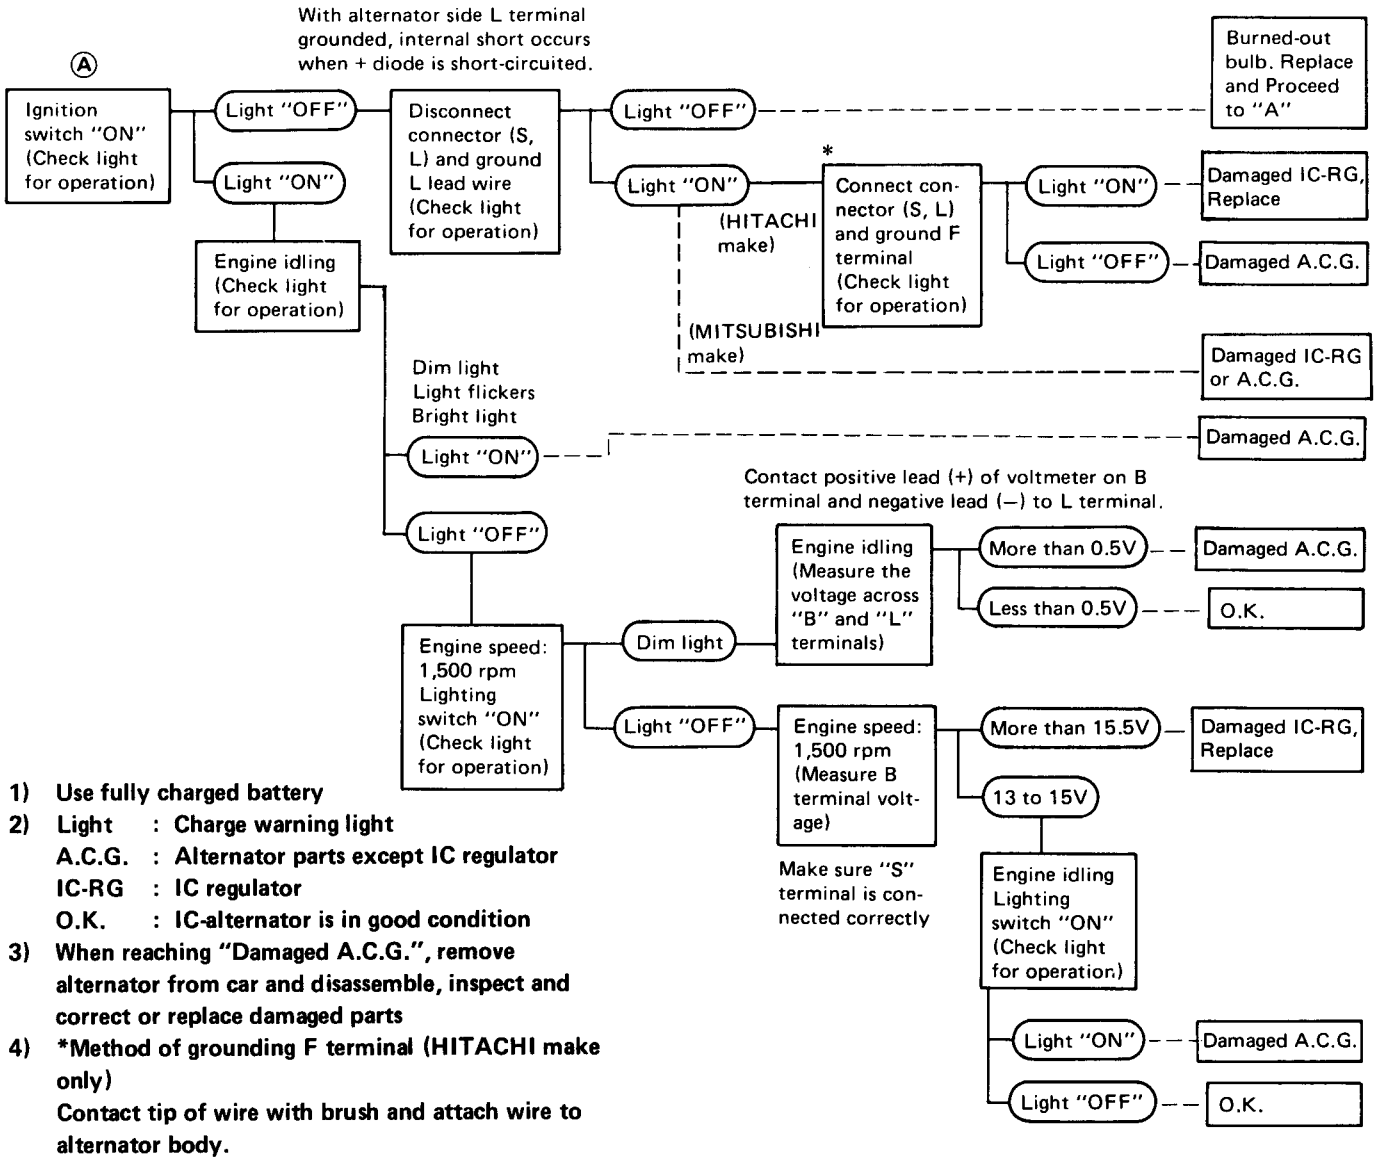 With alternator side L terminal
grounded, internal short occurs
when + diode is short-circuited.
A
Ignition
switch "ON"
(Check light
for operation)
Light "OFF"
Light "ON"
Disconnect
connector (S,
L) and ground
L lead wire
(Check light
for operation)
Light "OFF"
Burned-out
bulb. Replace
and Proceed
to "A"
Light "ON"
(HITACHI
make)
*
Connect con-
nector (S, L)
and ground F
terminal
(Check light
for operation)
Light "ON"
Damaged IC-RG,
Replace
Light "OFF"
Damaged A.C.G.
(MITSUBISHI
make)
Damaged IC-RG
or A.C.G.
Engine idling
(Check light
for operation)
Dim light
Light flickers
Bright light
Light "ON"
Damaged A.C.G.
Light "OFF"
Contact positive lead (+) of voltmeter on B
terminal and negative lead (−) to L terminal.
Engine speed:
1,500 rpm
Lighting
switch "ON"
(Check light
for operation)
Dim light
Engine idling
(Measure the
voltage across
"B" and "L"
terminals)
More than 0.5V
Damaged A.C.G.
Less than 0.5V
O.K.
Light "OFF"
Engine speed:
1,500 rpm
(Measure B
terminal volt-
age)
Make sure "S"
terminal is con-
nected correctly
More than 15.5V
Damaged IC-RG,
Replace
13 to 15V
Engine idling
Lighting
switch "ON"
(Check light
for operation)
Light "ON"
Damaged A.C.G.
Light "OFF"
O.K.
1) Use fully charged battery
2) Light : Charge warning light
A.C.G. : Alternator parts except IC regulator
IC-RG : IC regulator
O.K. : IC-alternator is in good condition
3) When reaching "Damaged A.C.G.", remove
alternator from car and disassemble, inspect and
correct or replace damaged parts
4) *Method of grounding F terminal (HITACHI make
only)
Contact tip of wire with brush and attach wire to
alternator body.